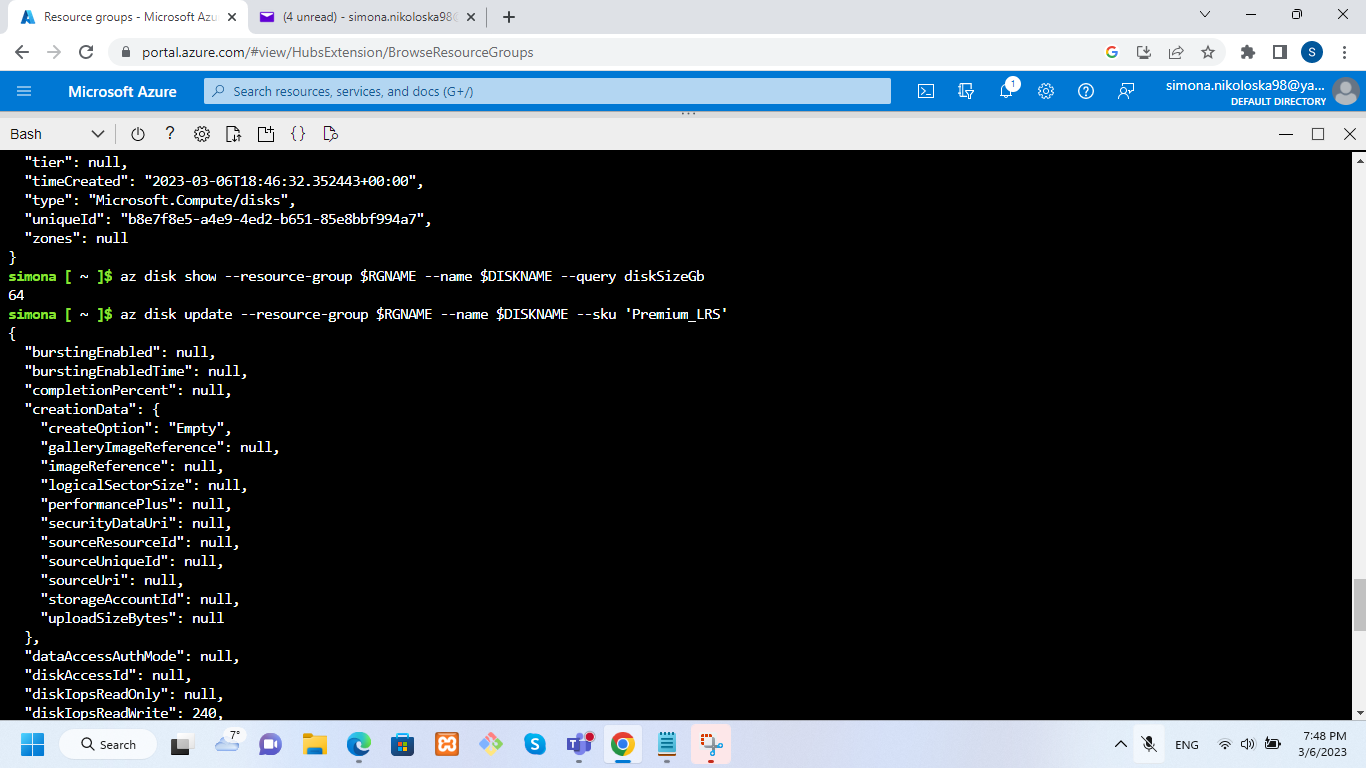 Resource groups - Microsoft Azu
(4 unread) - simona.nikoloska98@
portal.azure.com/#view/HubsExtension/BrowseResourceGroups
S
Microsoft Azure
Search resources, services, and docs (G+/)
1
simona.nikoloska98@ya...
DEFAULT DIRECTORY
Bash
"tier": null,
"timeCreated": "2023-03-06T18:46:32.352443+00:00",
"type": "Microsoft.Compute/disks",
"uniqueId": "b8e7f8e5-a4e9-4ed2-b651-85e8bbf994a7",
"zones": null
}
simona [ ~ ]$ az disk show --resource-group $RGNAME --name $DISKNAME --query diskSizeGb
64
simona [ ~ ]$ az disk update --resource-group $RGNAME --name $DISKNAME --sku 'Premium_LRS'
{
"burstingEnabled": null,
"burstingEnabledTime": null,
"completionPercent": null,
"creationData": {
"createOption": "Empty",
"galleryImageReference": null,
"imageReference": null,
"logicalSectorSize": null,
"performancePlus": null,
"securityDataUri": null,
"sourceResourceId": null,
"sourceUniqueId": null,
"sourceUri": null,
"storageAccountId": null,
"uploadSizeBytes": null
},
"dataAccessAuthMode": null,
"diskAccessId": null,
"diskIopsReadOnly": null,
"diskIopsReadWrite": 240,
Search
7°
ENG
7:48 PM
3/6/2023